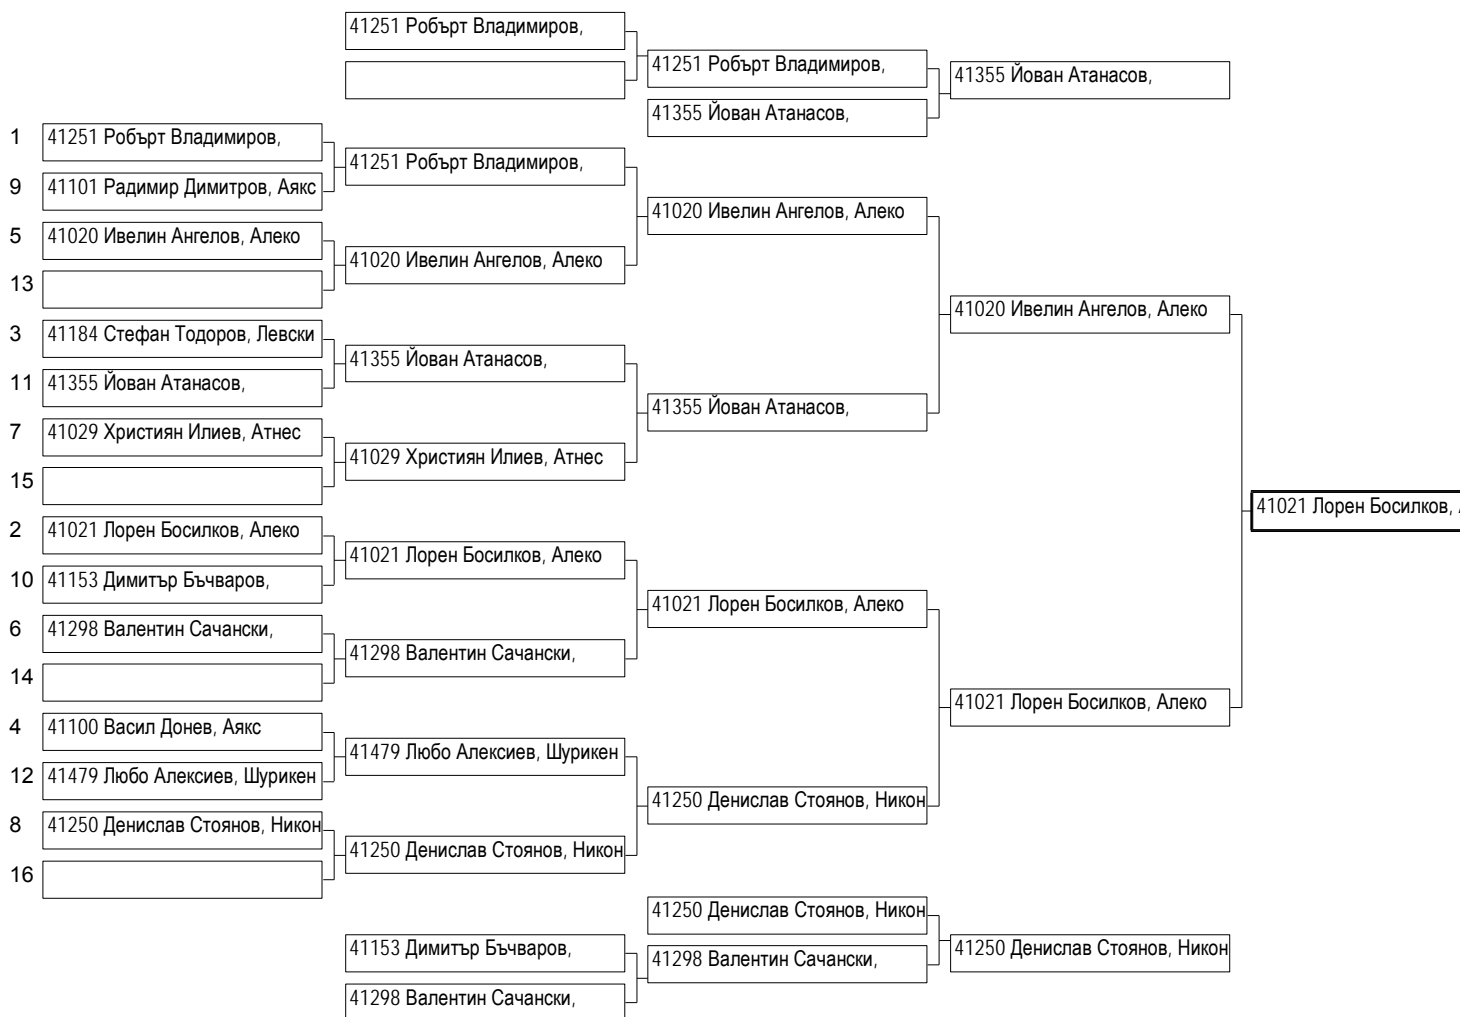 41251 Робърт Владимиров,
41251 Робърт Владимиров,
41355 Йован Атанасов,
41355 Йован Атанасов,
1 41251 Робърт Владимиров,
9 41101 Радимир Димитров, Аякс
41251 Робърт Владимиров,
5 41020 Ивелин Ангелов, Алеко
13
41020 Ивелин Ангелов, Алеко
41020 Ивелин Ангелов, Алеко
3 41184 Стефан Тодоров, Левски
11 41355 Йован Атанасов,
41355 Йован Атанасов,
7 41029 Християн Илиев, Атнес
15
41029 Християн Илиев, Атнес
41355 Йован Атанасов,
41020 Ивелин Ангелов, Алеко
2 41021 Лорен Босилков, Алеко
10 41153 Димитър Бъчваров,
41021 Лорен Босилков, Алеко
6 41298 Валентин Сачански,
14
41298 Валентин Сачански,
41021 Лорен Босилков, Алеко
4 41100 Васил Донев, Аякс
12 41479 Любо Алексиев, Шурикен
41479 Любо Алексиев, Шурикен
8 41250 Денислав Стоянов, Никон
16
41250 Денислав Стоянов, Никон
41250 Денислав Стоянов, Никон
41021 Лорен Босилков, Алеко
41021 Лорен Босилков,
41250 Денислав Стоянов, Никон
41153 Димитър Бъчваров,
41298 Валентин Сачански,
41298 Валентин Сачански,
41250 Денислав Стоянов, Никон